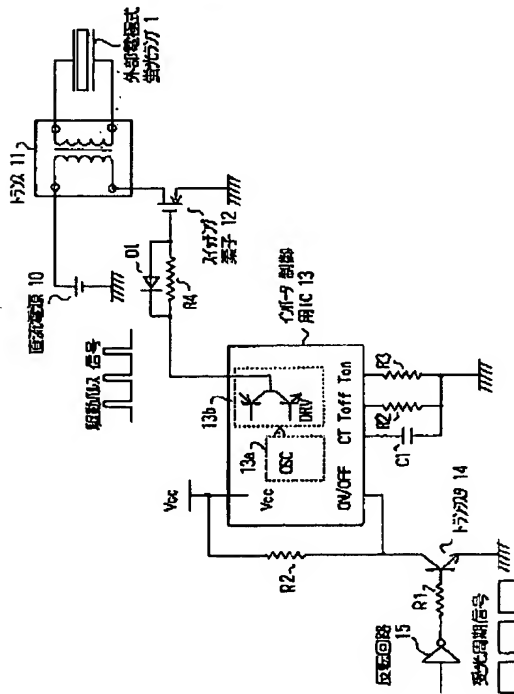 外部電極式
蛍光ランプ 1
トランス 11
直流電源 10
スイッチング
素子 12
D1
R4
駆動パルス 信号
インバータ 制御
用IC 13
13b
DRV
13a
OSC
Vcc
Vcc
ON/OFF
CT
Toff
Ton
R3
R2
C1
R2
トランジスタ 14
R1
反転回路
15
受光周期信号